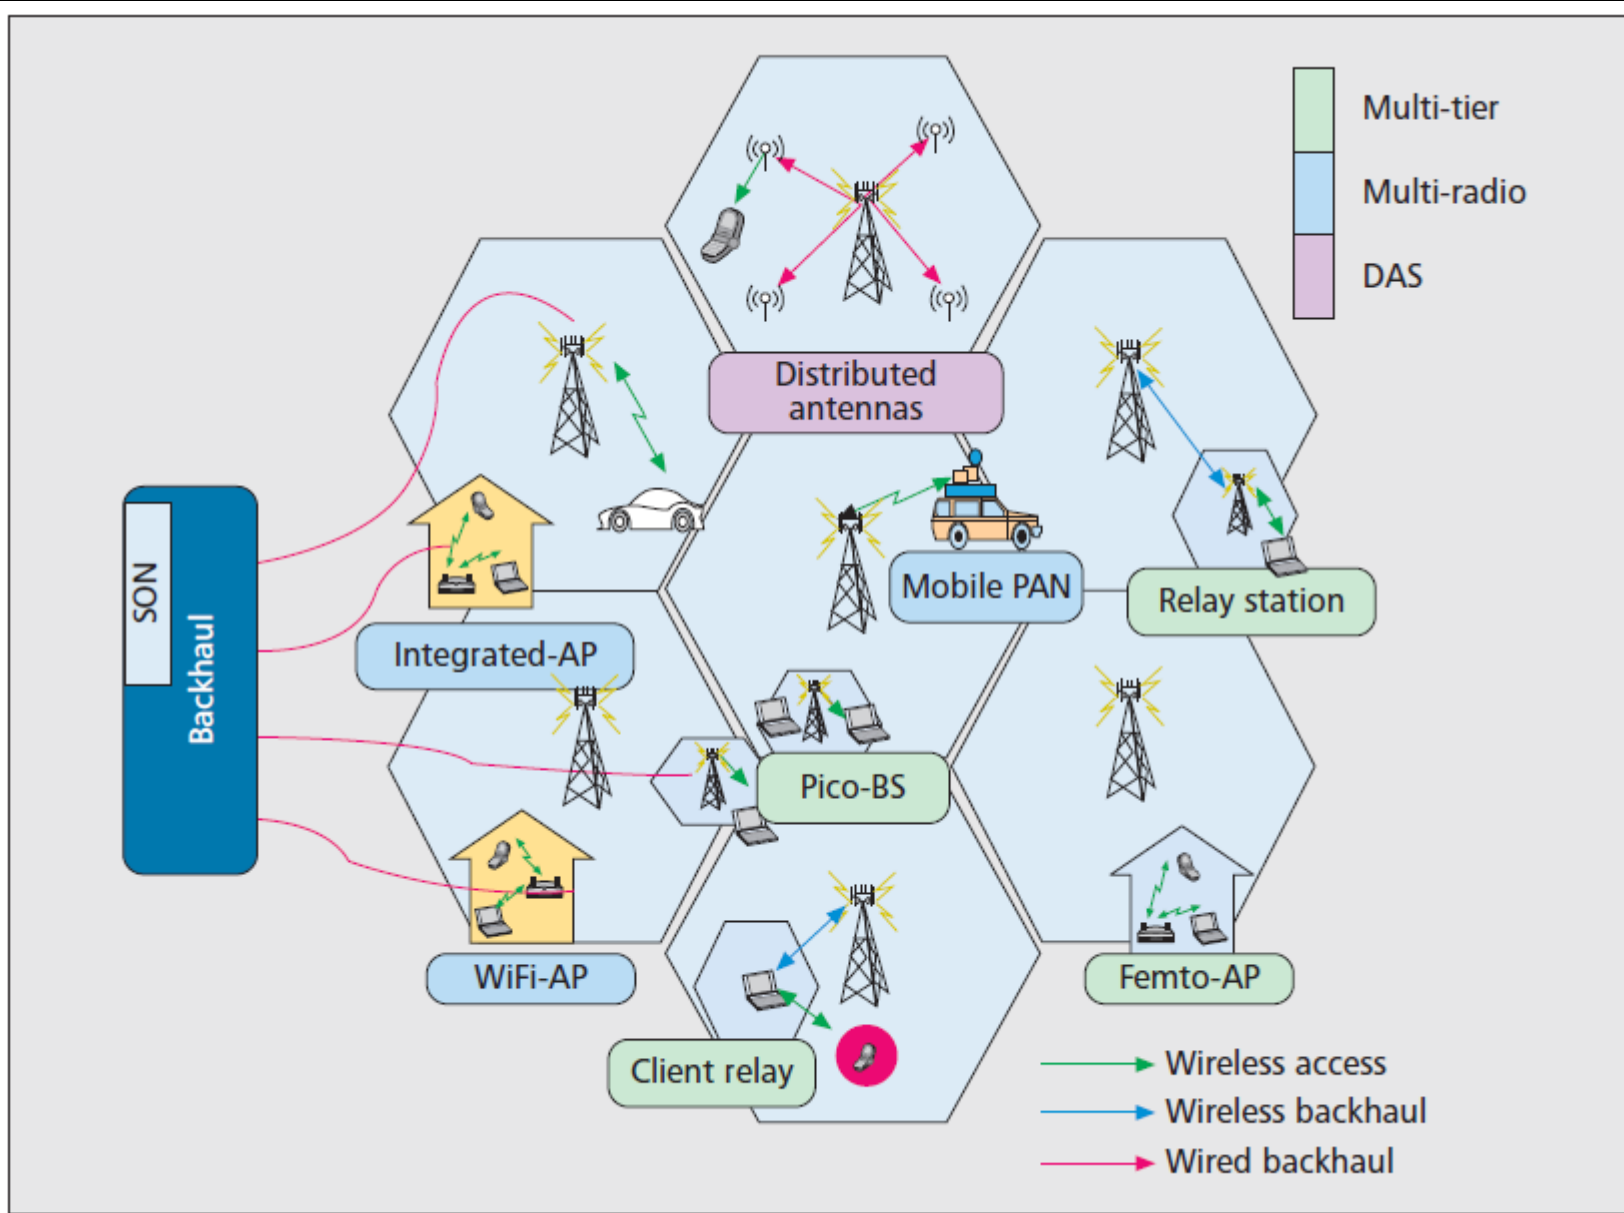 Multi-tier
Multi-radio
DAS
Distributed
antennas
Mobile PAN
Relay station
SON
Backhaul
Integrated-AP
Pico-BS
WiFi-AP
Femto-AP
Client relay
Wireless access
Wireless backhaul
Wired backhaul